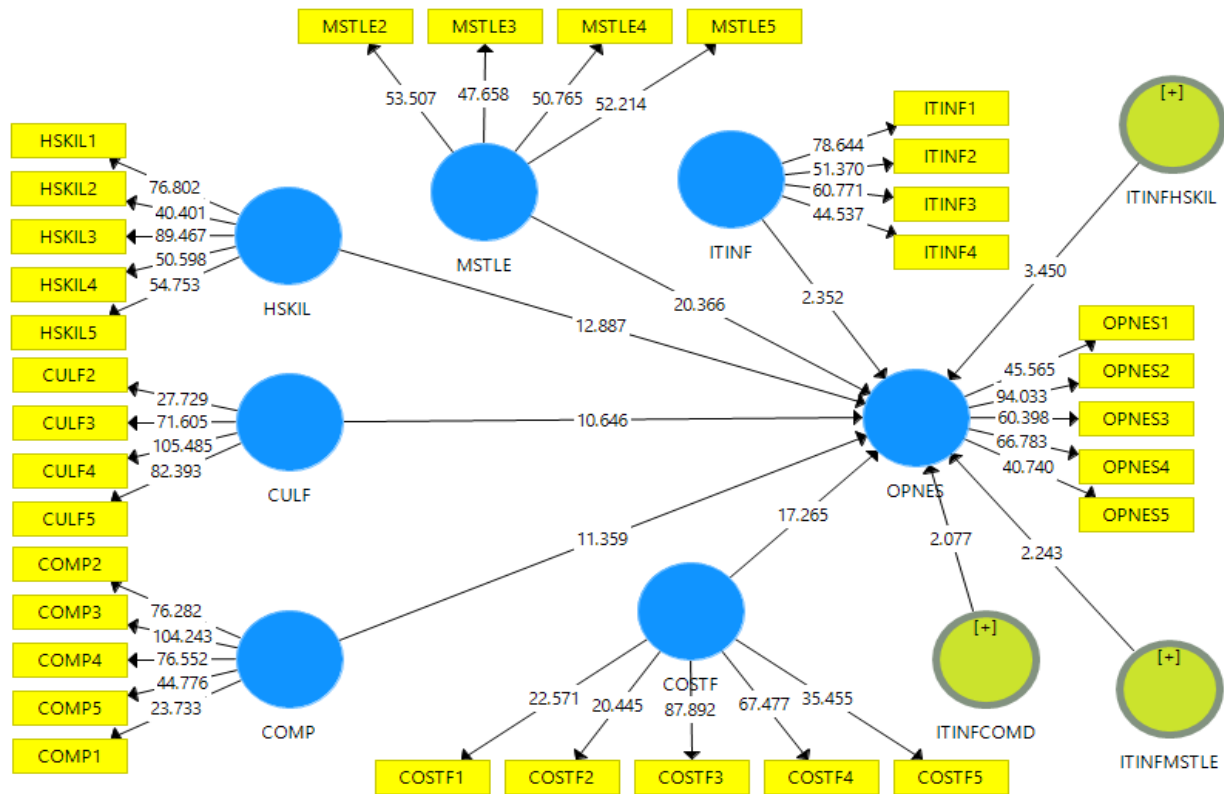 MSTLE2
MSTLE3
MSTLE4
MSTLE5
53.507
47.658
50.765
52.214
MSTLE
HSKIL1
HSKIL2
HSKIL3
HSKIL4
HSKIL5
76.802
40.401
89.467
50.598
54.753
HSKIL
ITINF1
ITINF2
ITINF3
ITINF4
78.644
51.370
60.771
44.537
ITINF
[+]
ITINFHSKIL
3.450
2.352
20.366
12.887
CULF2
CULF3
CULF4
CULF5
27.729
71.605
105.485
82.393
CULF
10.646
OPNES1
OPNES2
OPNES3
OPNES4
OPNES5
45.565
94.033
60.398
66.783
40.740
OPNES
COMP2
COMP3
COMP4
COMP5
COMP1
76.282
104.243
76.552
44.776
23.733
COMP
11.359
17.265
2.077
2.243
COSTF
22.571
20.445
87.892
67.477
35.455
COSTF1
COSTF2
COSTF3
COSTF4
COSTF5
[+]
ITINFCOMD
[+]
ITINFMSTLE